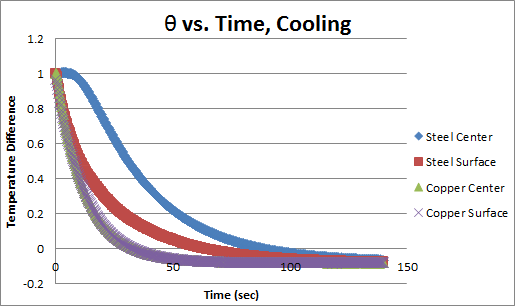 θ vs. Time, Cooling
1.2
1
0.8
0.6
0.4
0.2
0
-0.2
Temperature Difference
0
50
100
150
Time (sec)
Steel Center
Steel Surface
Copper Center
Copper Surface